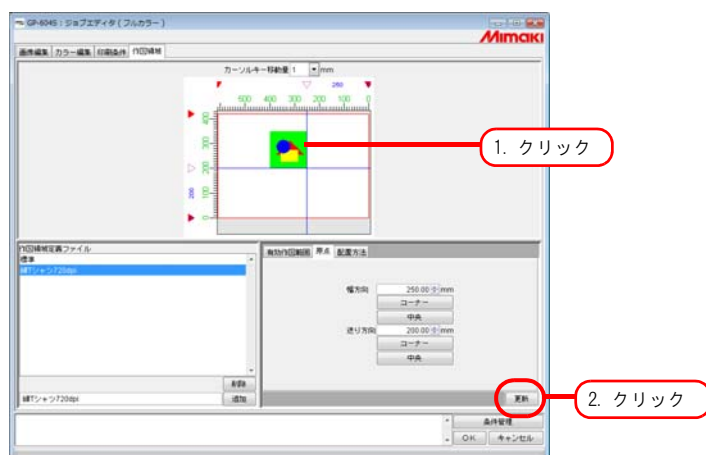 GP-604S : ジョブエディタ ( フルカラー )
Mimaki
画像編集 カラー編集 印刷条件 作図領域
カーソルキー移動量 1 mm
250
500 400 300 200 100 0
400
300
200
200
100
0
1. クリック
作図領域定義ファイル
標準
綿Tシャツ720dpi
削除
綿Tシャツ720dpi 追加
有効作図範囲 原点 配置方法
幅方向 250.00 mm
コーナー
中央
送り方向 200.00 mm
コーナー
中央
更新
2. クリック
条件管理
OK キャンセル